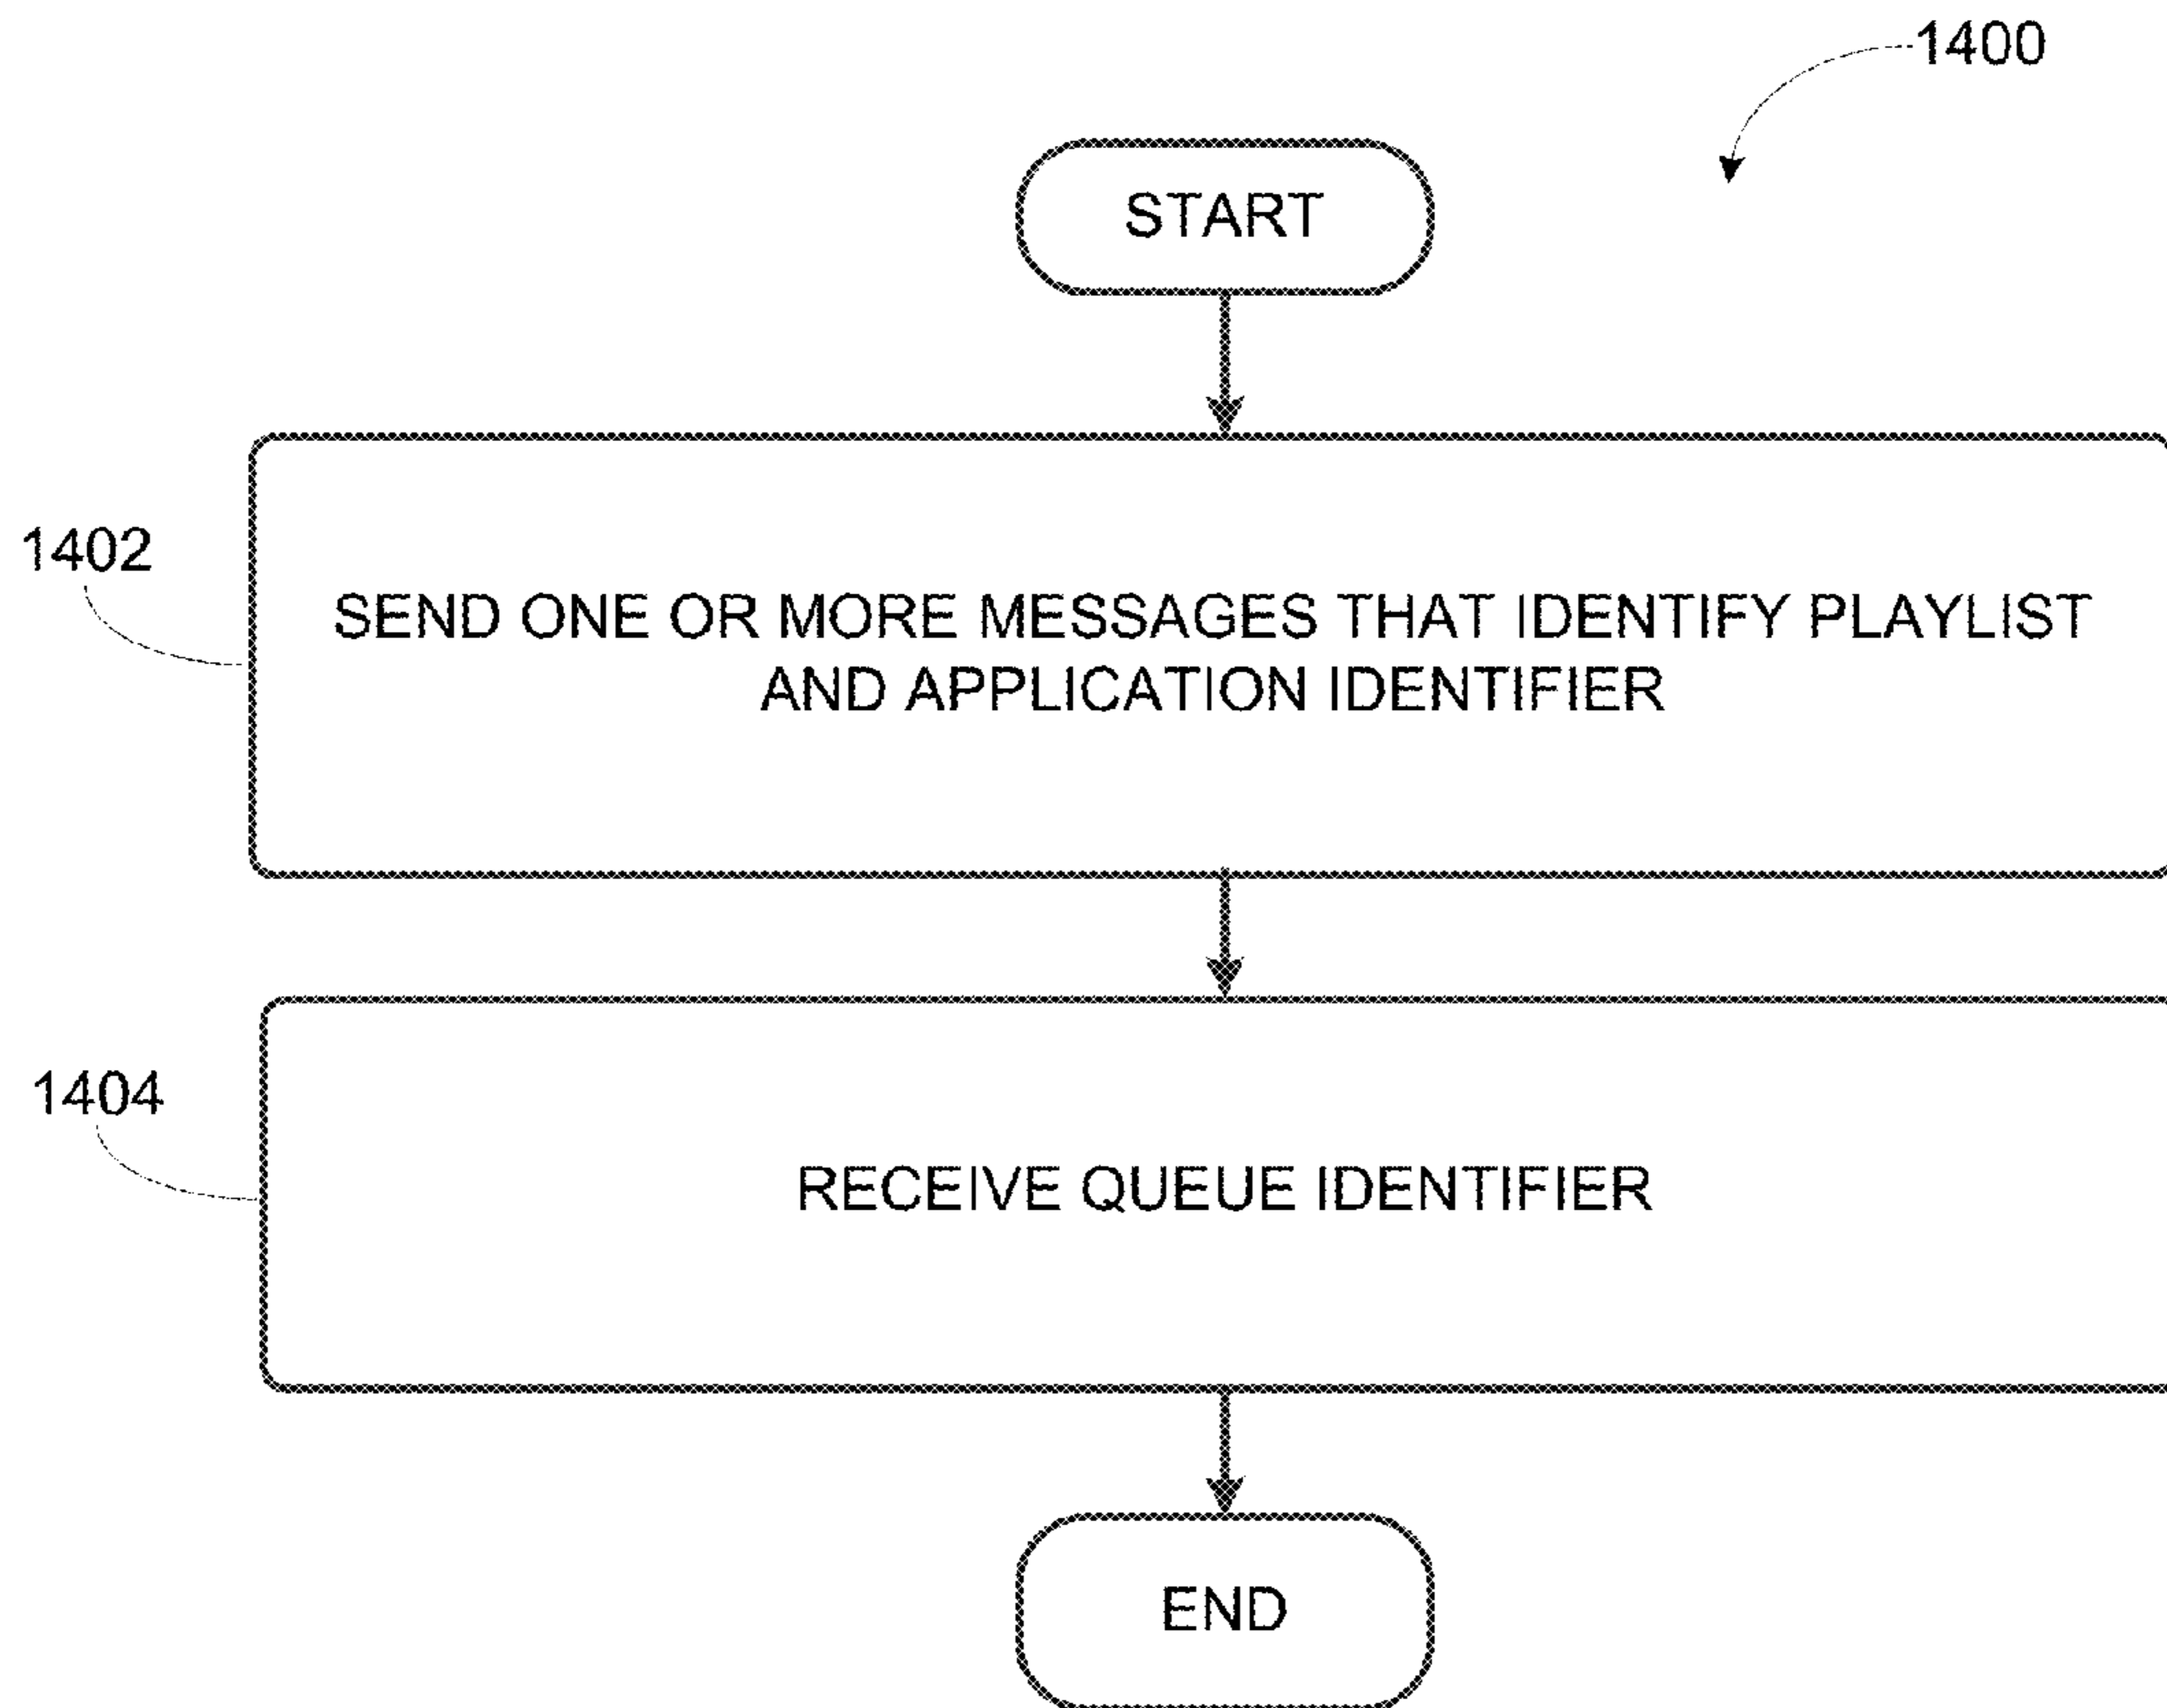 1400
START
1402
SEND ONE OR MORE MESSAGES THAT IDENTIFY PLAYLIST
AND APPLICATION IDENTIFIER
1404
RECEIVE QUEUE IDENTIFIER
END